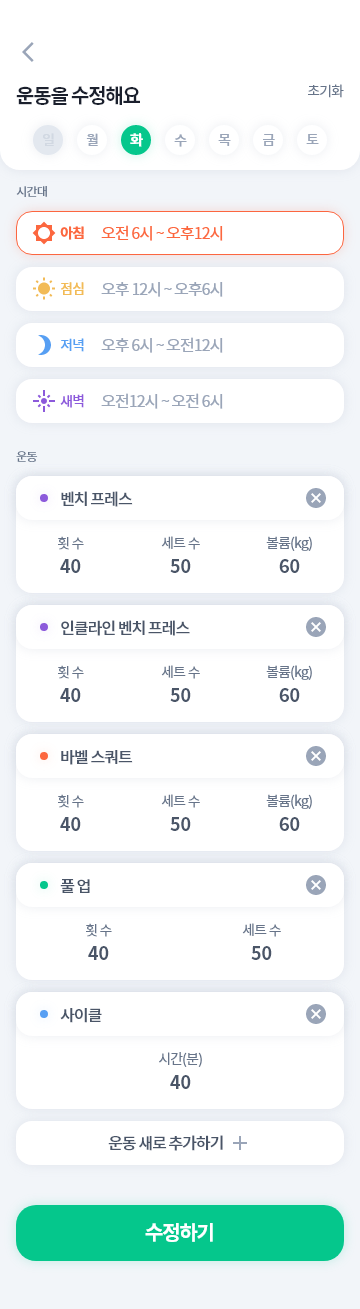 운동을 수정해요
초기화
일 월 화 수 목 금 토
시간대
아침 오전 6시 ~ 오후12시
점심 오후 12시 ~ 오후6시
저녁 오후 6시 ~ 오전12시
새벽 오전12시 ~ 오전 6시
운동
벤치 프레스
횟 수 세트 수 볼륨(kg)
40 50 60
인클라인 벤치 프레스
횟 수 세트 수 볼륨(kg)
40 50 60
바벨 스쿼트
횟 수 세트 수 볼륨(kg)
40 50 60
풀 업
횟 수 세트 수
40 50
사이클
시간(분)
40
운동 새로 추가하기
수정하기